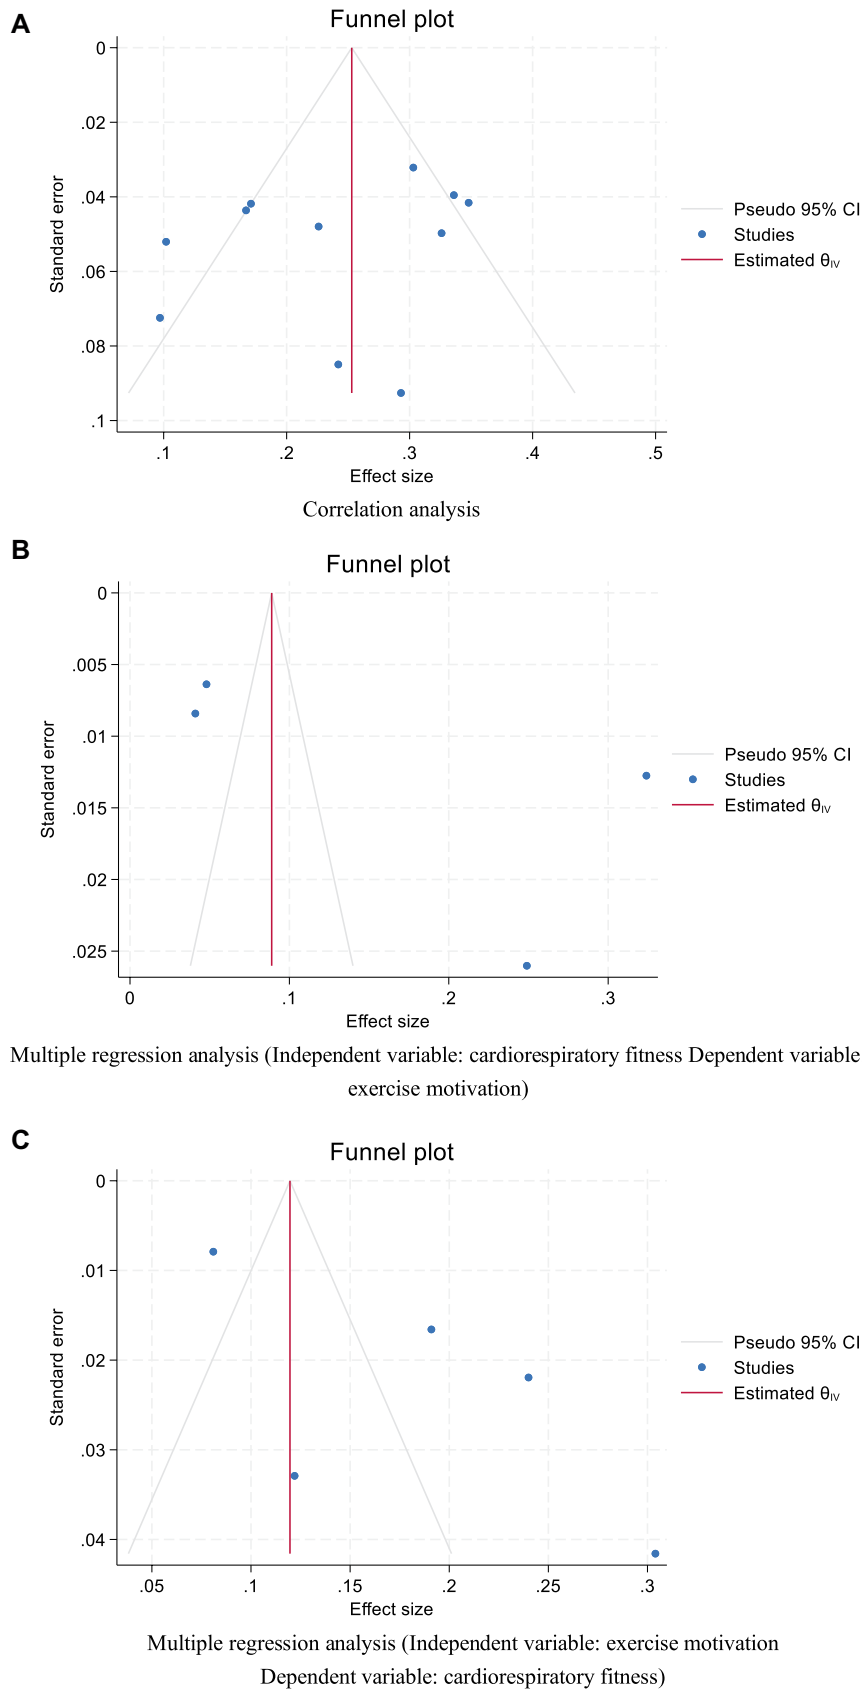 A
Funnel plot
0
.02
.04
.06
.08
.1
Standard error
.1
.2
.3
.4
.5
Effect size
Pseudo 95% CI
Studies
Estimated θIV
Correlation analysis
B
Funnel plot
0
.005
.01
.015
.02
.025
Standard error
0
.1
.2
.3
Effect size
Pseudo 95% CI
Studies
Estimated θIV
Multiple regression analysis (Independent variable: cardiorespiratory fitness Dependent variable
exercise motivation)
C
Funnel plot
0
.01
.02
.03
.04
Standard error
.05
.1
.15
.2
.25
.3
Effect size
Pseudo 95% CI
Studies
Estimated θIV
Multiple regression analysis (Independent variable: exercise motivation
Dependent variable: cardiorespiratory fitness)